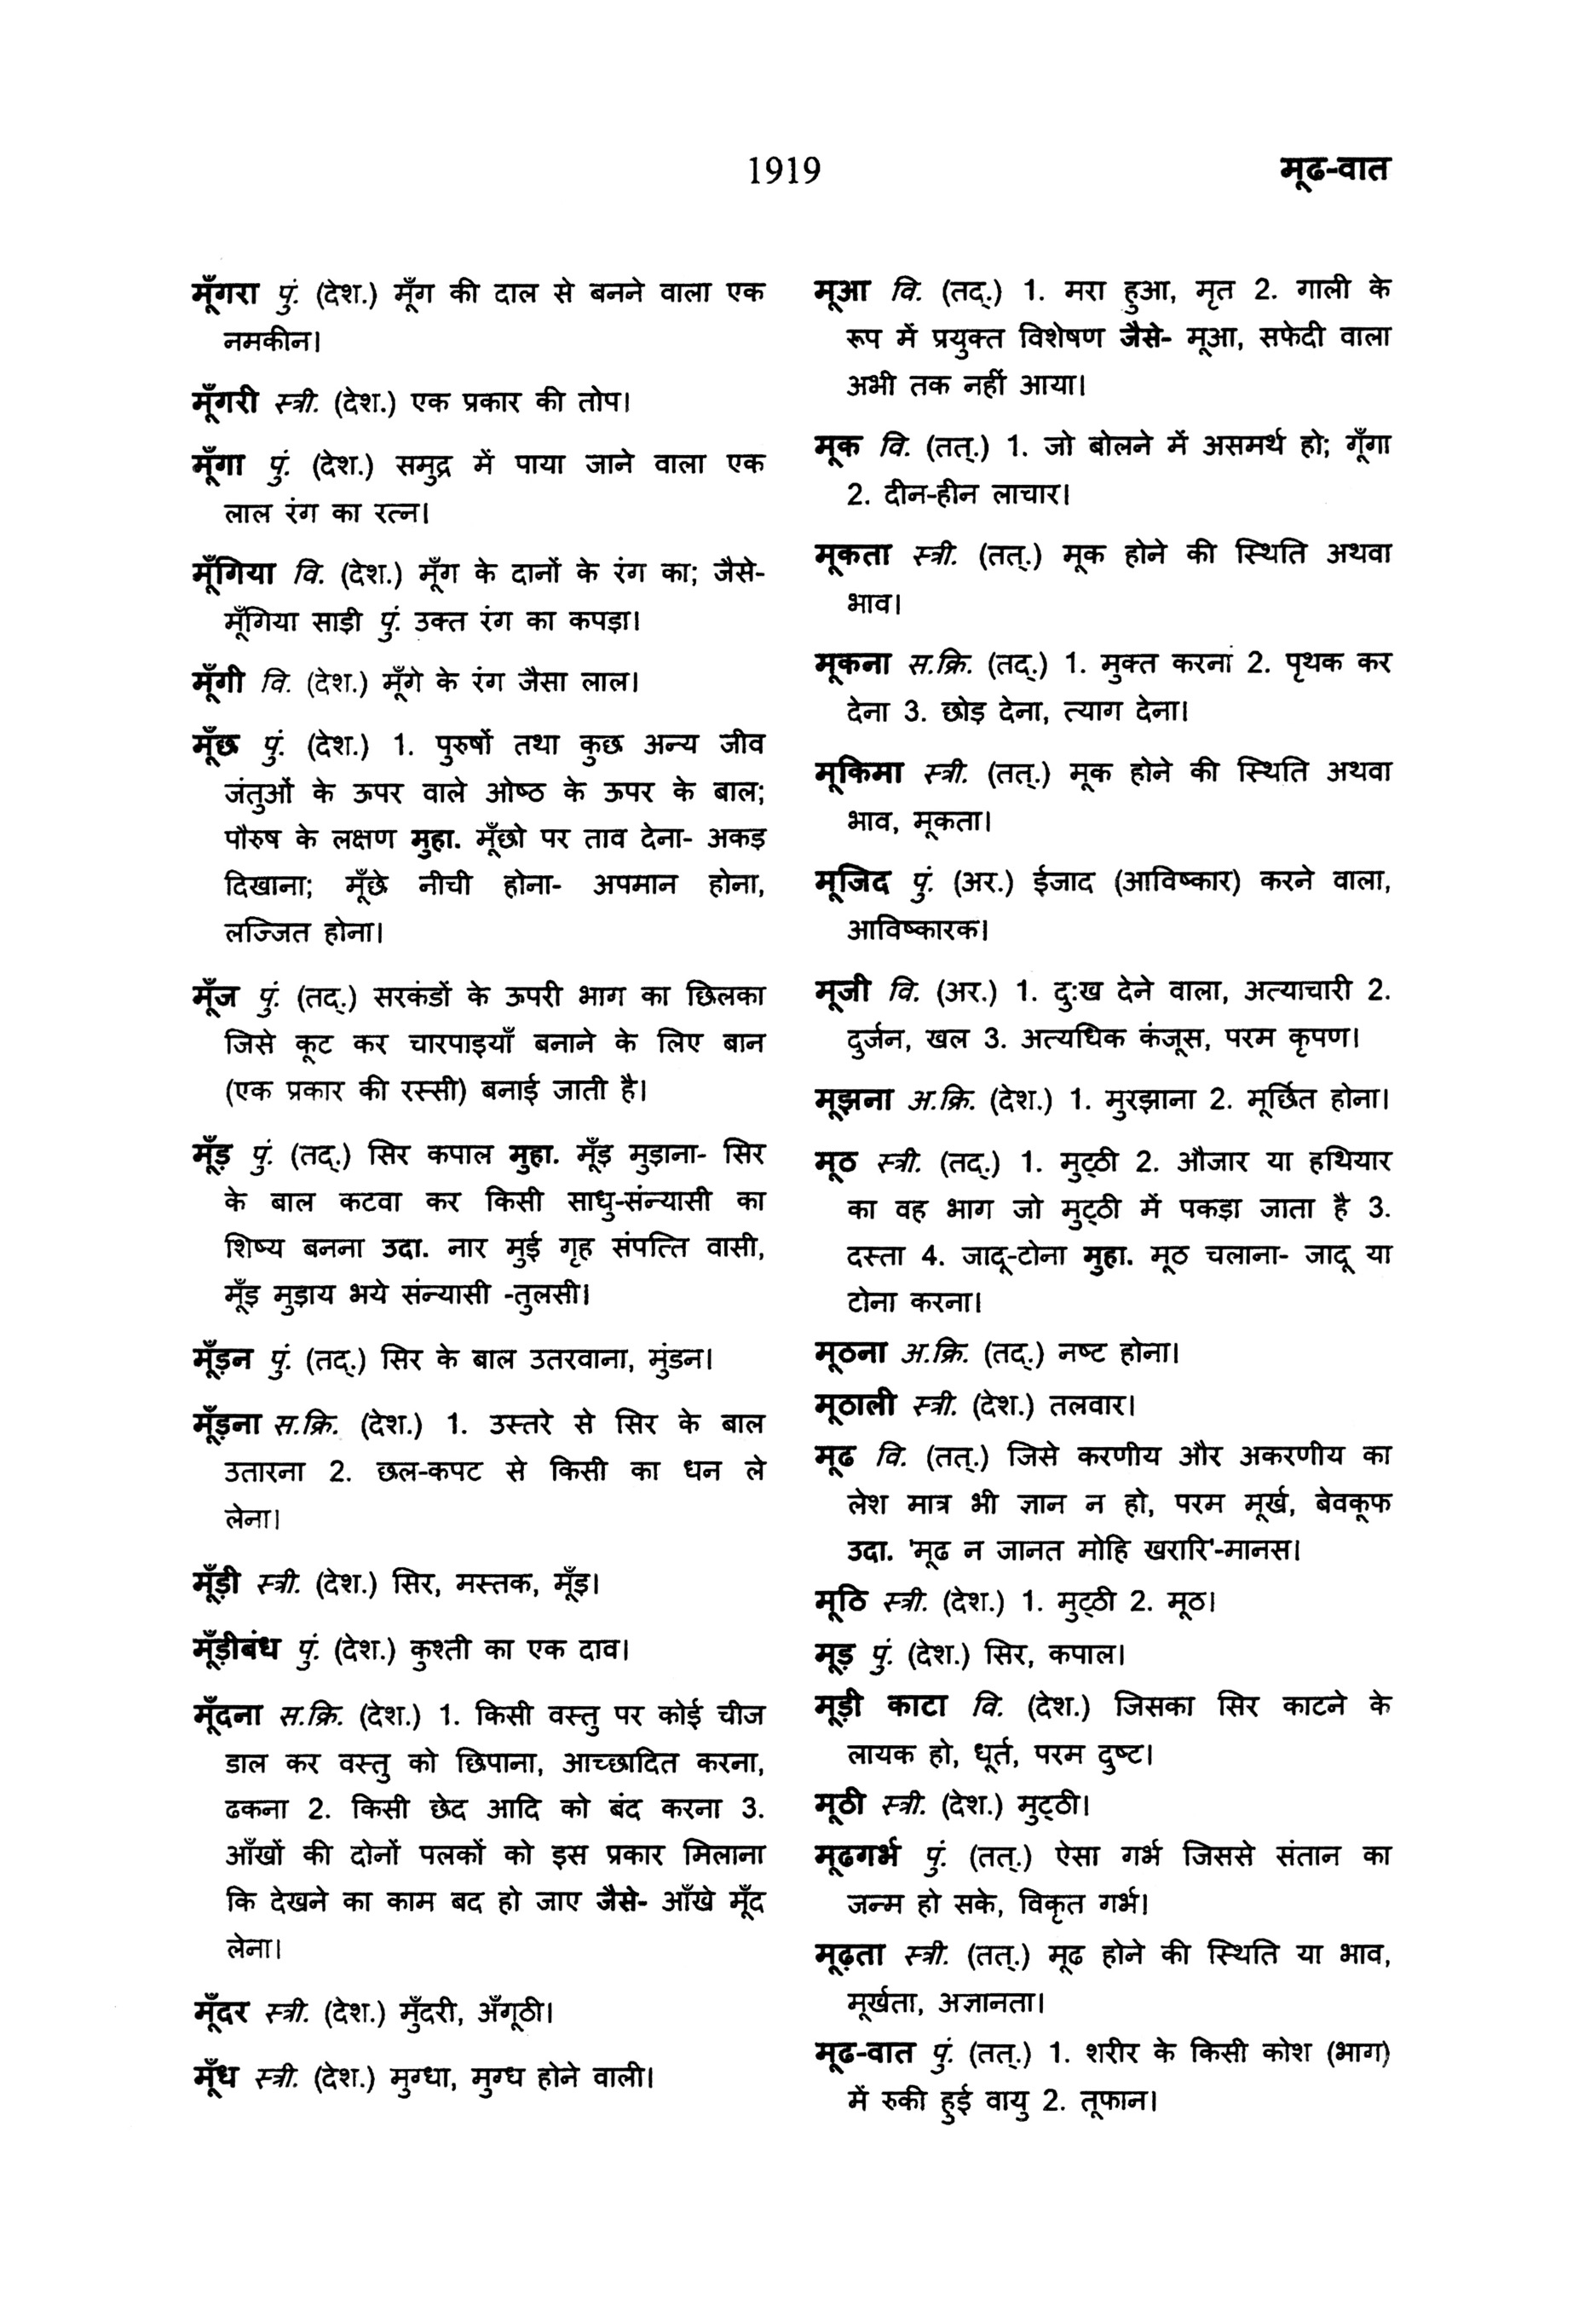 1919
मूढ-वात
मूँगरा पुं. (देश.) मूँग की दाल से बनने वाला एक
नमकीन।
मूँगरी स्त्री. (देश.) एक प्रकार की तोप।
मूँगा पुं. (देश.) समुद्र में पाया जाने वाला एक
लाल रंग का रत्न।
मूँगिया वि. (देश.) मूँग के दानों के रंग का; जैसे-
मूँगिया साड़ी पुं. उक्त रंग का कपड़ा।
मूँगी वि. (देश.) मूँगे के रंग जैसा लाल।
मूँछ पुं. (देश.) 1. पुरुषों तथा कुछ अन्य जीव
जंतुओं के ऊपर वाले ओष्ठ के ऊपर के बाल;
पौरुष के लक्षण मुहा. मूँछो पर ताव देना- अकड़
दिखाना; मूँछे नीची होना- अपमान होना,
लज्जित होना।
मूँज पुं. (तद्.) सरकंडों के ऊपरी भाग का छिलका
जिसे कूट कर चारपाइयाँ बनाने के लिए बान
(एक प्रकार की रस्सी) बनाई जाती है।
मूँड़ पुं. (तद्.) सिर कपाल मुहा. मूँड़ मुड़ाना- सिर
के बाल कटवा कर किसी साधु-संन्यासी का
शिष्य बनना उदा. नार मुई गृह संपत्ति वासी,
मूँड़ मुड़ाय भये संन्यासी -तुलसी।
मूँड़न पुं. (तद्.) सिर के बाल उतरवाना, मुंडन।
मूँड़ना स.क्रि. (देश.) 1. उस्तरे से सिर के बाल
उतारना 2. छल-कपट से किसी का धन ले
लेना।
मूँड़ी स्त्री. (देश.) सिर, मस्तक, मूँड़।
मूँड़ीबंध पुं. (देश.) कुश्ती का एक दाव।
मूँदना स.क्रि. (देश.) 1. किसी वस्तु पर कोई चीज
डाल कर वस्तु को छिपाना, आच्छादित करना,
ढकना 2. किसी छेद आदि को बंद करना 3.
आँखों की दोनों पलकों को इस प्रकार मिलाना
कि देखने का काम बद हो जाए जैसे- आँखे मूँद
लेना।
मूँदर स्त्री. (देश.) मुँदरी, अँगूठी।
मूँध स्त्री. (देश.) मुग्धा, मुग्ध होने वाली।
मूआ वि. (तद्.) 1. मरा हुआ, मृत 2. गाली के
रूप में प्रयुक्त विशेषण जैसे- मूआ, सफेदी वाला
अभी तक नहीं आया।
मूक वि. (तत्.) 1. जो बोलने में असमर्थ हो; गूँगा
2. दीन-हीन लाचार।
मूकता स्त्री. (तत्.) मूक होने की स्थिति अथवा
भाव।
मूकना स.क्रि. (तद्.) 1. मुक्त करना 2. पृथक कर
देना 3. छोड़ देना, त्याग देना।
मूकिमा स्त्री. (तत्.) मूक होने की स्थिति अथवा
भाव, मूकता।
मूजिद पुं. (अर.) ईजाद (आविष्कार) करने वाला,
आविष्कारक।
मूजी वि. (अर.) 1. दुःख देने वाला, अत्याचारी 2.
दुर्जन, खल 3. अत्यधिक कंजूस, परम कृपण।
मूझना अ.क्रि. (देश.) 1. मुरझाना 2. मूर्छित होना।
मूठ स्त्री. (तद्.) 1. मुट्ठी 2. औजार या हथियार
का वह भाग जो मुट्ठी में पकड़ा जाता है 3.
दस्ता 4. जादू-टोना मुहा. मूठ चलाना- जादू या
टोना करना।
मूठना अ.क्रि. (तद्.) नष्ट होना।
मूठाली स्त्री. (देश.) तलवार।
मूढ वि. (तत्.) जिसे करणीय और अकरणीय का
लेश मात्र भी ज्ञान न हो, परम मूर्ख, बेवकूफ
उदा. 'मूढ न जानत मोहि खरारि'-मानस।
मूठि स्त्री. (देश.) 1. मुट्ठी 2. मूठ।
मूड़ पुं. (देश.) सिर, कपाल।
मूड़ी काटा वि. (देश.) जिसका सिर काटने के
लायक हो, धूर्त, परम दुष्ट।
मूठी स्त्री. (देश.) मुट्ठी।
मूढगर्भ पुं. (तत्.) ऐसा गर्भ जिससे संतान का
जन्म हो सके, विकृत गर्भ।
मूढ़ता स्त्री. (तत्.) मूढ होने की स्थिति या भाव,
मूर्खता, अज्ञानता।
मूढ-वात पुं. (तत्.) 1. शरीर के किसी कोश (भाग)
में रुकी हुई वायु 2. तूफान।